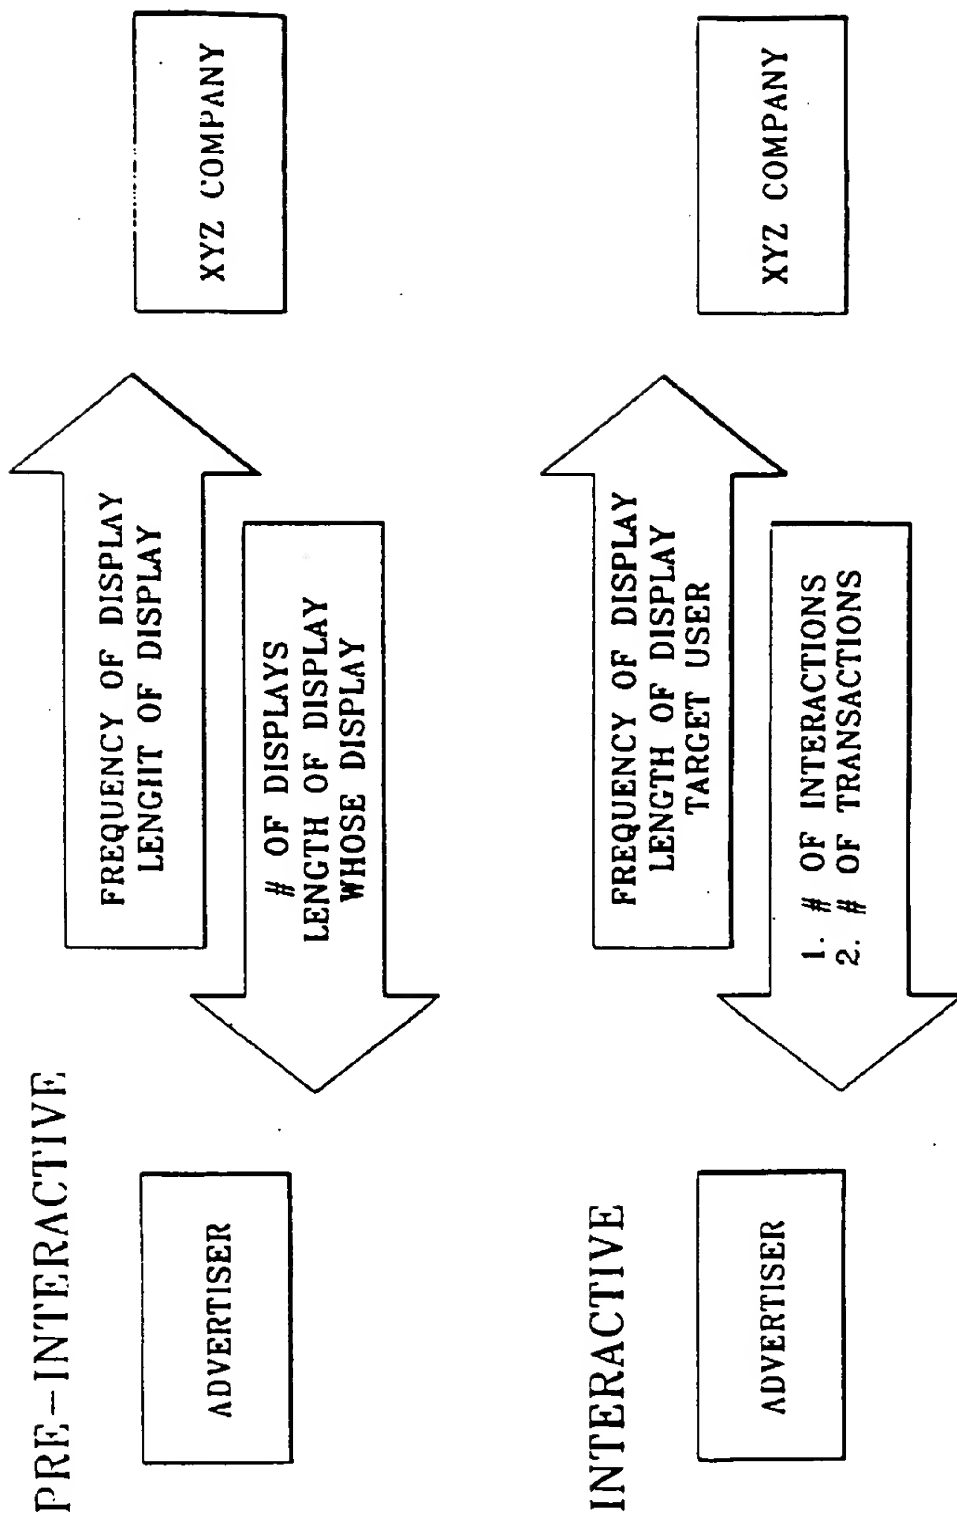 PRE-INTERACTIVE
ADVERTISER
FREQUENCY OF DISPLAY
LENGTH OF DISPLAY
# OF DISPLAYS
LENGTH OF DISPLAY
WHOSE DISPLAY
XYZ COMPANY
INTERACTIVE
ADVERTISER
FREQUENCY OF DISPLAY
LENGTH OF DISPLAY
TARGET USER
1. # OF INTERACTIONS
2. # OF TRANSACTIONS
XYZ COMPANY